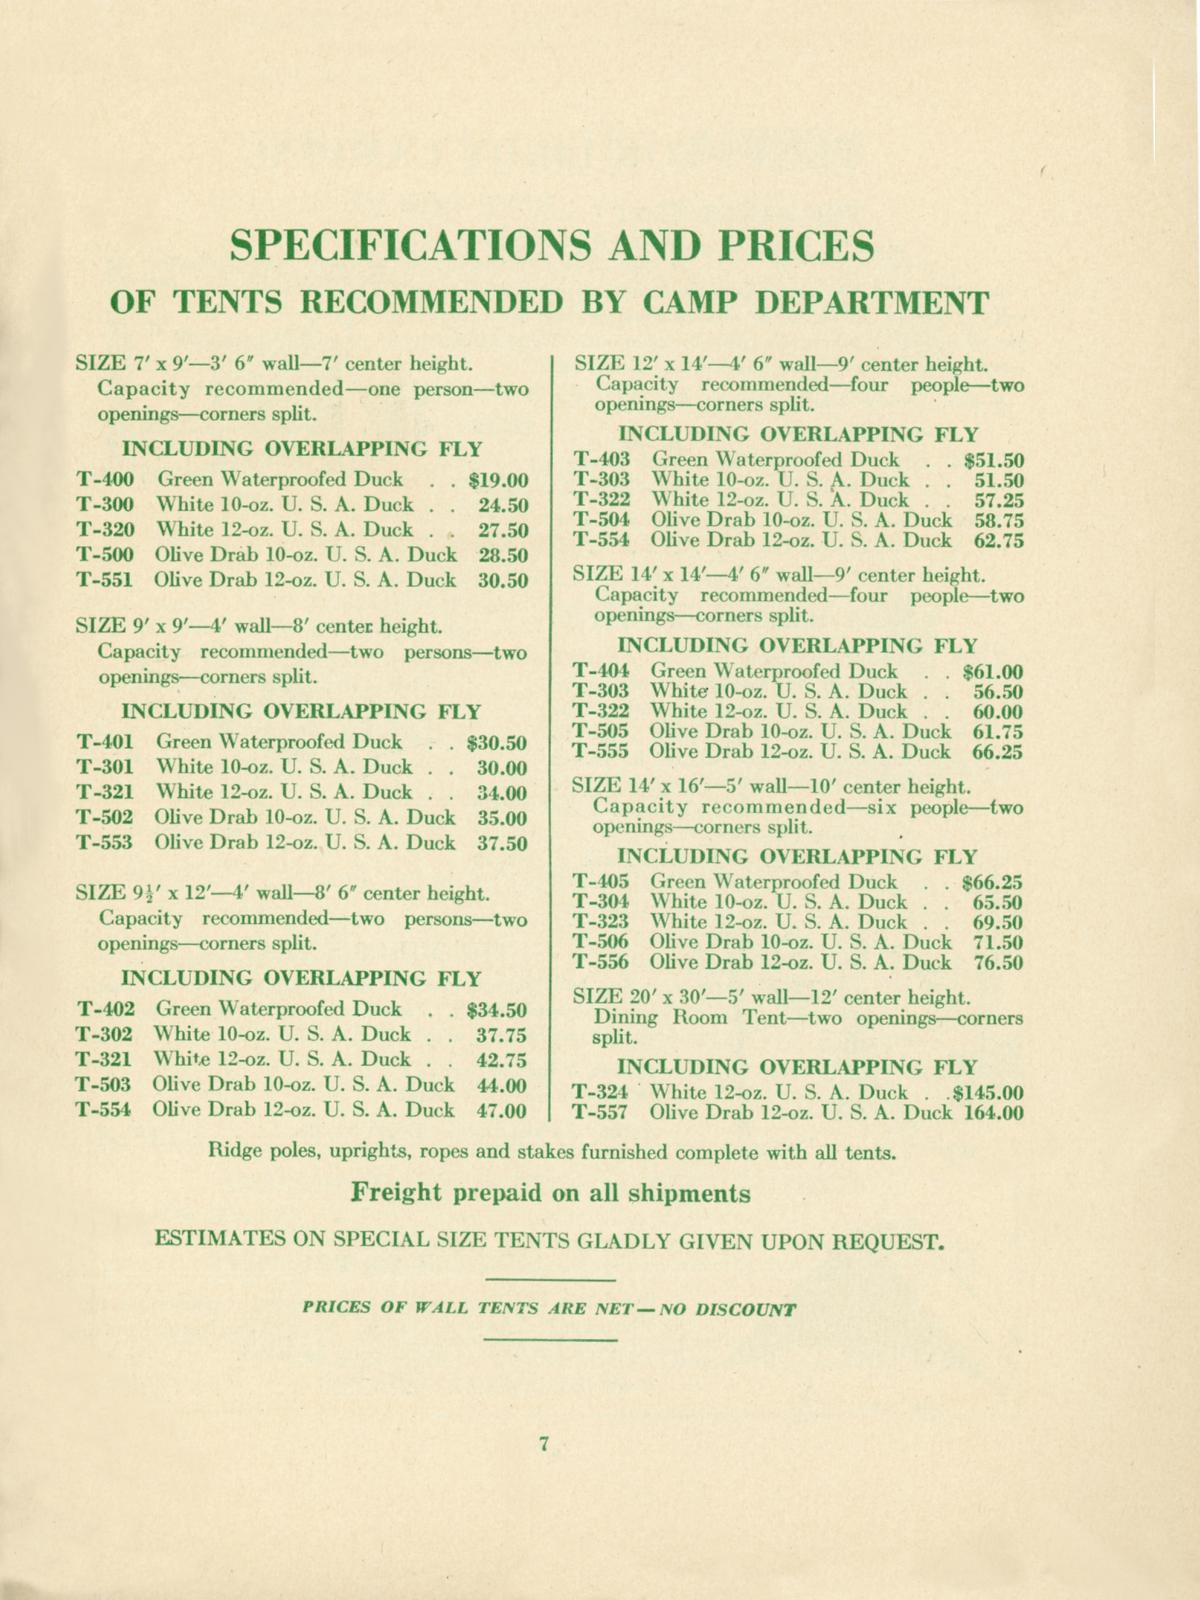 SPECIFICATIONS AND PRICES
OF TENTS RECOMMENDED BY CAMP DEPARTMENT
SIZE 7′ x 9′—3′ 6″ wall—7′ center height.
Capacity recommended—one person—two
openings—corners split.
INCLUDING OVERLAPPING FLY
T-400 Green Waterproofed Duck . . $19.00
T-300 White 10-oz. U. S. A. Duck . . 24.50
T-320 White 12-oz. U. S. A. Duck . . 27.50
T-500 Olive Drab 10-oz. U. S. A. Duck 28.50
T-551 Olive Drab 12-oz. U. S. A. Duck 30.50
SIZE 9′ x 9′—4′ wall—8′ center height.
Capacity recommended—two persons—two
openings—corners split.
INCLUDING OVERLAPPING FLY
T-401 Green Waterproofed Duck . . $30.50
T-301 White 10-oz. U. S. A. Duck . . 30.00
T-321 White 12-oz. U. S. A. Duck . . 34.00
T-502 Olive Drab 10-oz. U. S. A. Duck 35.00
T-553 Olive Drab 12-oz. U. S. A. Duck 37.50
SIZE 9½′ x 12′—4′ wall—8′ 6″ center height.
Capacity recommended—two persons—two
openings—corners split.
INCLUDING OVERLAPPING FLY
T-402 Green Waterproofed Duck . . $34.50
T-302 White 10-oz. U. S. A. Duck . . 37.75
T-321 White 12-oz. U. S. A. Duck . . 42.75
T-503 Olive Drab 10-oz. U. S. A. Duck 44.00
T-554 Olive Drab 12-oz. U. S. A. Duck 47.00
SIZE 12′ x 14′—4′ 6″ wall—9′ center height.
Capacity recommended—four people—two
openings—corners split.
INCLUDING OVERLAPPING FLY
T-403 Green Waterproofed Duck . . $51.50
T-303 White 10-oz. U. S. A. Duck . . 51.50
T-322 White 12-oz. U. S. A. Duck . . 57.25
T-504 Olive Drab 10-oz. U. S. A. Duck 58.75
T-554 Olive Drab 12-oz. U. S. A. Duck 62.75
SIZE 14′ x 14′—4′ 6″ wall—9′ center height.
Capacity recommended—four people—two
openings—corners split.
INCLUDING OVERLAPPING FLY
T-404 Green Waterproofed Duck . . $61.00
T-303 White 10-oz. U. S. A. Duck . . 56.50
T-322 White 12-oz. U. S. A. Duck . . 60.00
T-505 Olive Drab 10-oz. U. S. A. Duck 61.75
T-555 Olive Drab 12-oz. U. S. A. Duck 66.25
SIZE 14′ x 16′—5′ wall—10′ center height.
Capacity recommended—six people—two
openings—corners split.
INCLUDING OVERLAPPING FLY
T-405 Green Waterproofed Duck . . $66.25
T-304 White 10-oz. U. S. A. Duck . . 65.50
T-323 White 12-oz. U. S. A. Duck . . 69.50
T-506 Olive Drab 10-oz. U. S. A. Duck 71.50
T-556 Olive Drab 12-oz. U. S. A. Duck 76.50
SIZE 20′ x 30′—5′ wall—12′ center height.
Dining Room Tent—two openings—corners
split.
INCLUDING OVERLAPPING FLY
T-324 White 12-oz. U. S. A. Duck . . $145.00
T-557 Olive Drab 12-oz. U. S. A. Duck 164.00
Ridge poles, uprights, ropes and stakes furnished complete with all tents.
Freight prepaid on all shipments
ESTIMATES ON SPECIAL SIZE TENTS GLADLY GIVEN UPON REQUEST.
PRICES OF WALL TENTS ARE NET—NO DISCOUNT
7